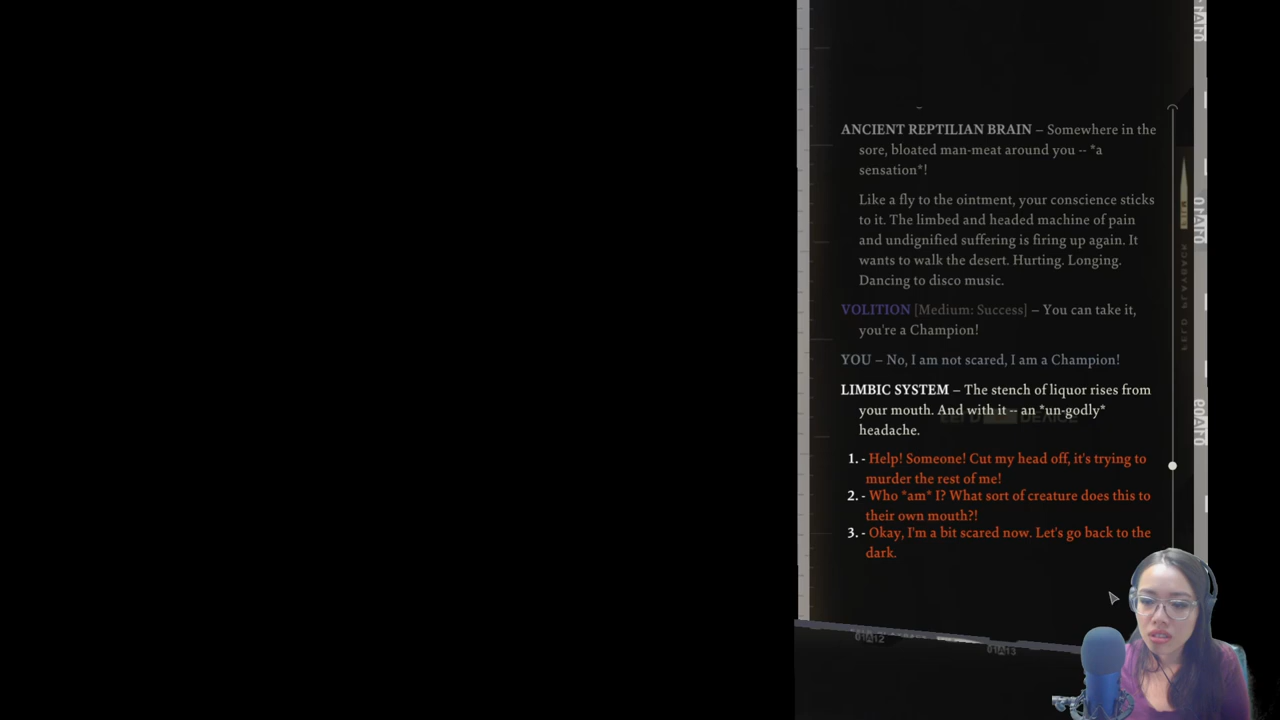 ANCIENT REPTILIAN BRAIN – Somewhere in the
sore, bloated man-meat around you -- *a
sensation*!
Like a fly to the ointment, your conscience sticks
to it. The limbed and headed machine of pain
and undignified suffering is firing up again. It
wants to walk the desert. Hurting. Longing.
Dancing to disco music.
VOLITION [Medium: Success] – You can take it,
you're a Champion!
YOU – No, I am not scared, I am a Champion!
LIMBIC SYSTEM – The stench of liquor rises from
your mouth. And with it -- an *un-godly*
headache.
1. - Help! Someone! Cut my head off, it's trying to
murder the rest of me!
2. - Who *am* I? What sort of creature does this to
their own mouth?!
3. - Okay, I'm a bit scared now. Let's go back to the
dark.
01A12
01A13